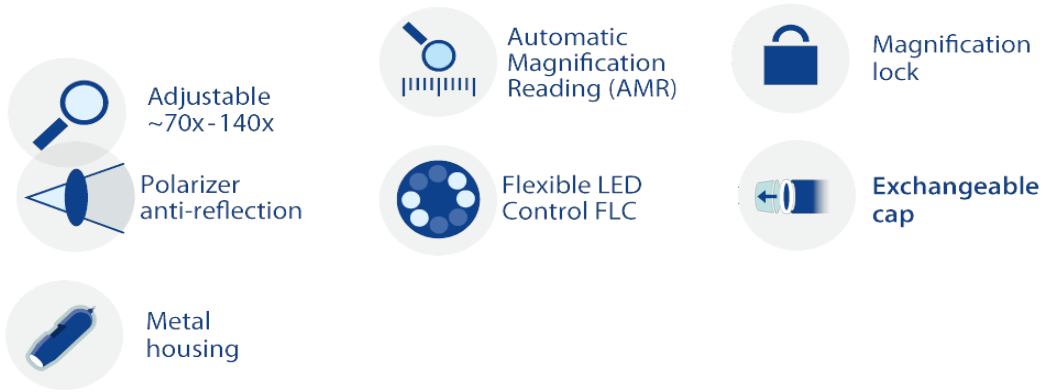 Adjustable
~70x-140x
Automatic
Magnification
Reading (AMR)
Magnification
lock
Polarizer
anti-reflection
Flexible LED
Control FLC
Exchangeable
cap
Metal
housing